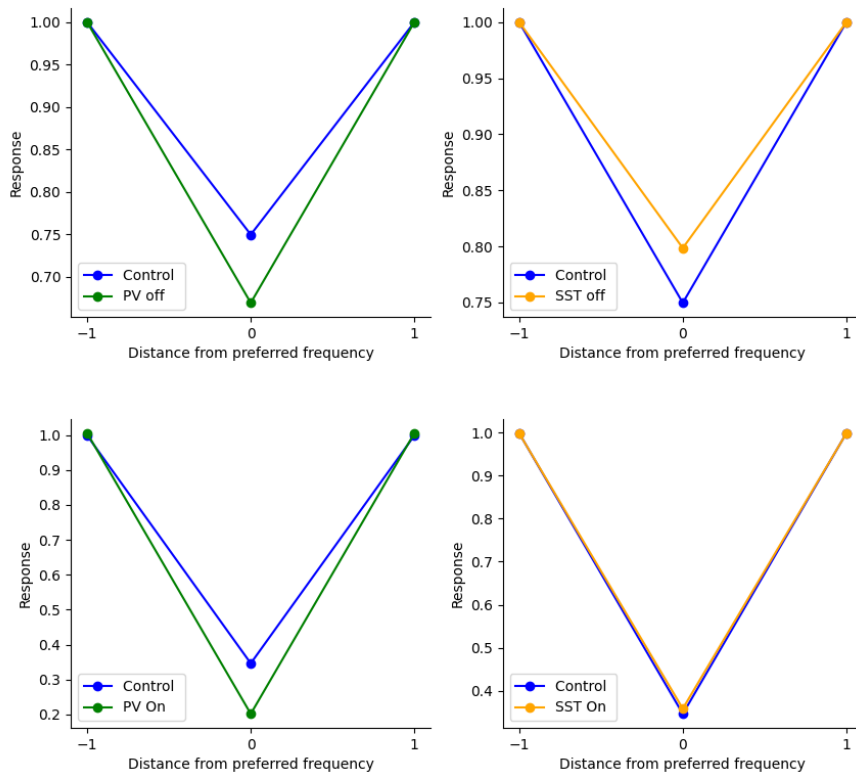 1.00
0.95
0.90
0.85
0.80
0.75
0.70
Response
Control
PV off
−1
0
1
Distance from preferred frequency
1.00
0.95
0.90
0.85
0.80
0.75
Response
Control
SST off
−1
0
1
Distance from preferred frequency
1.0
0.9
0.8
0.7
0.6
0.5
0.4
0.3
0.2
Response
Control
PV On
−1
0
1
Distance from preferred frequency
1.0
0.9
0.8
0.7
0.6
0.5
0.4
Response
Control
SST On
−1
0
1
Distance from preferred frequency